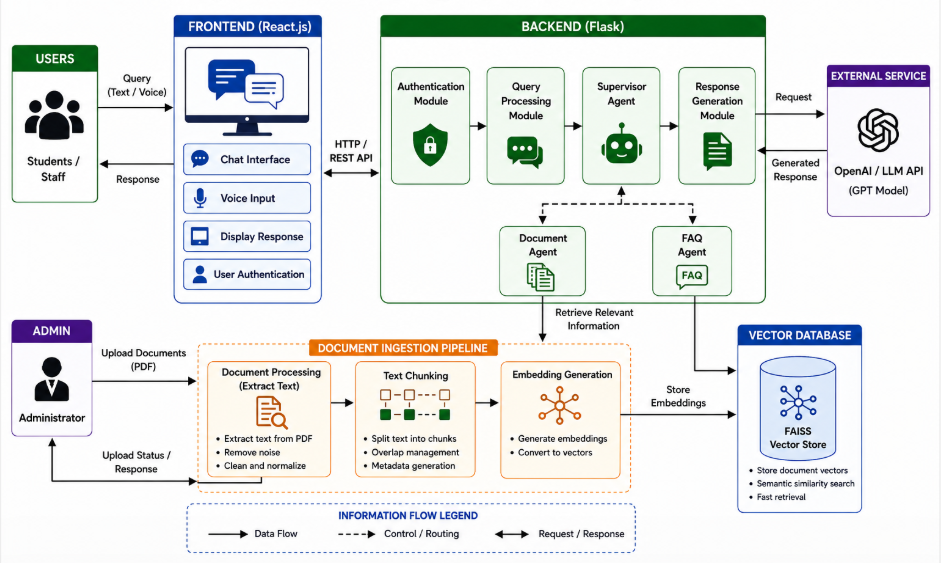 USERS
Students /
Staff
Query
(Text / Voice)
Response
FRONTEND (React.js)
Chat Interface
Voice Input
Display Response
User Authentication
HTTP /
REST API
BACKEND (Flask)
Authentication
Module
Query
Processing
Module
Supervisor
Agent
Response
Generation
Module
Document
Agent
FAQ
Agent
FAQ
Request
Generated
Response
EXTERNAL SERVICE
OpenAI / LLM API
(GPT Model)
Retrieve Relevant
Information
ADMIN
Administrator
Upload Documents
(PDF)
Upload Status /
Response
DOCUMENT INGESTION PIPELINE
Document Processing
(Extract Text)
• Extract text from PDF
• Remove noise
• Clean and normalize
Text Chunking
• Split text into chunks
• Overlap management
• Metadata generation
Embedding Generation
• Generate embeddings
• Convert to vectors
Store
Embeddings
VECTOR DATABASE
FAISS
Vector Store
• Store document vectors
• Semantic similarity search
• Fast retrieval
INFORMATION FLOW LEGEND
Data Flow
Control / Routing
Request / Response